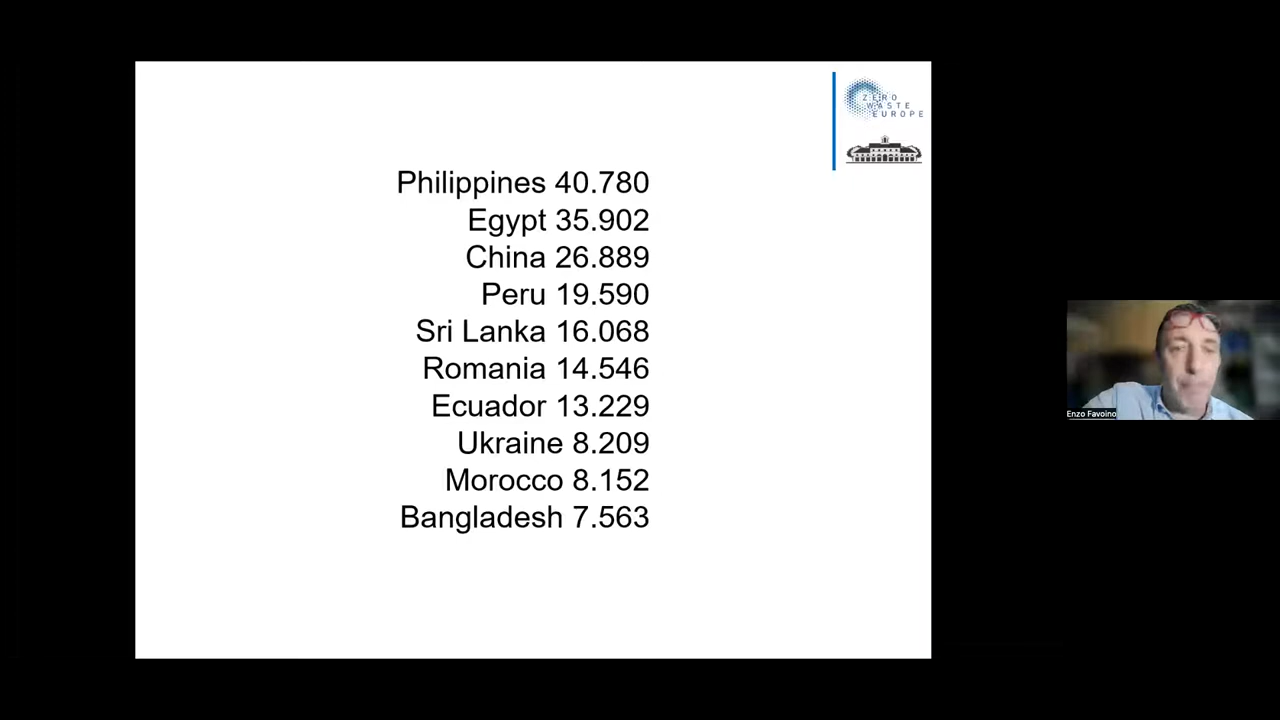 ZERO
WASTE
EUROPE
Philippines 40.780
Egypt 35.902
China 26.889
Peru 19.590
Sri Lanka 16.068
Romania 14.546
Ecuador 13.229
Ukraine 8.209
Morocco 8.152
Bangladesh 7.563
Enzo Favoino